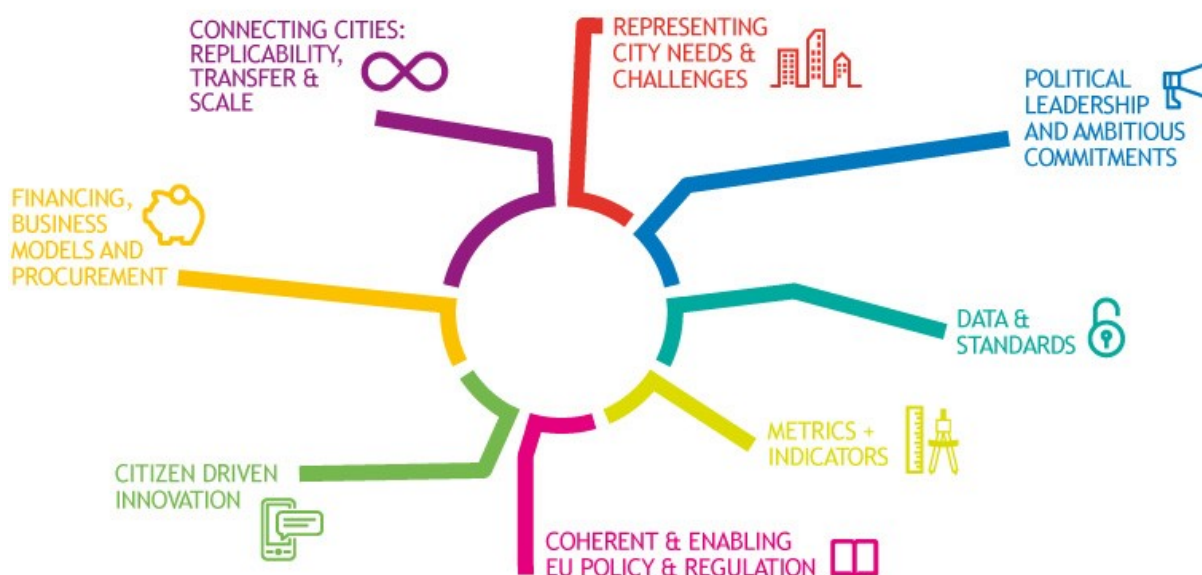 CONNECTING CITIES:
REPLICABILITY,
TRANSFER &
SCALE
REPRESENTING
CITY NEEDS &
CHALLENGES
POLITICAL
LEADERSHIP
AND AMBITIOUS
COMMITMENTS
FINANCING,
BUSINESS
MODELS AND
PROCUREMENT
DATA &
STANDARDS
METRICS +
INDICATORS
CITIZEN DRIVEN
INNOVATION
COHERENT & ENABLING
EU POLICY & REGULATION